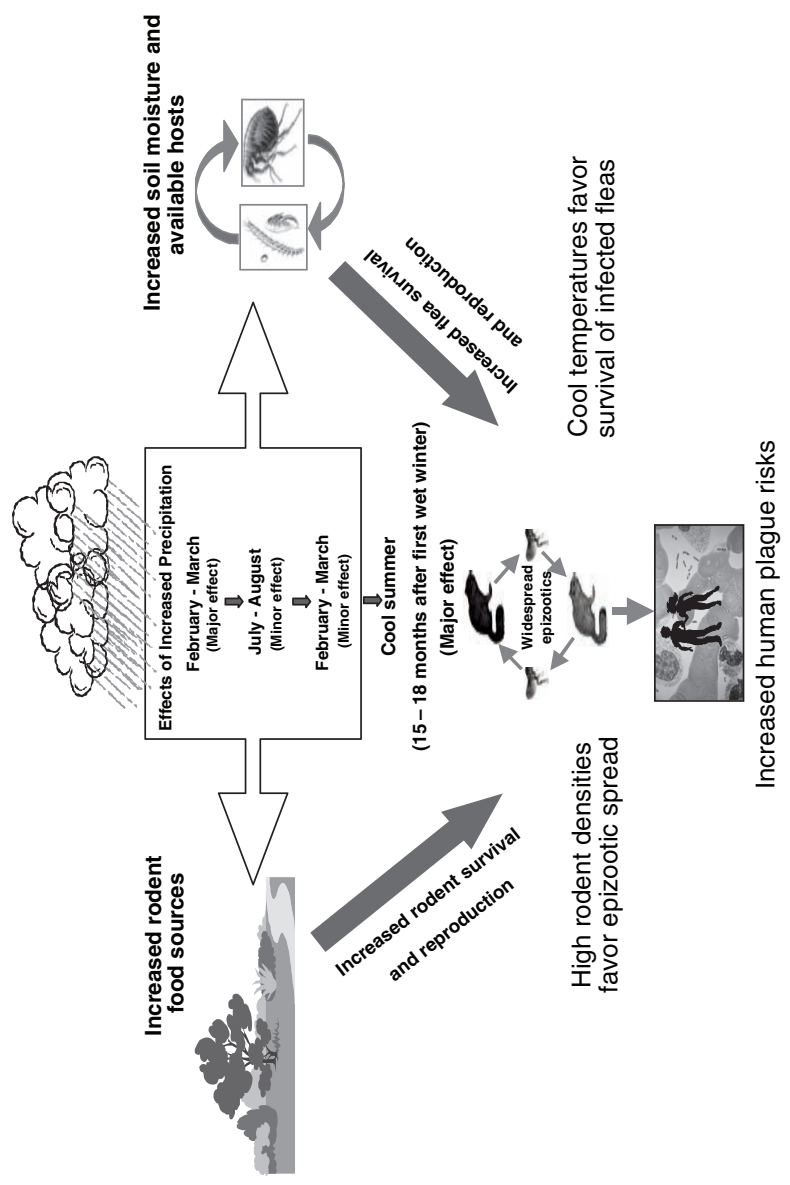 Increased rodent
food sources
Increased soil moisture and
available hosts
Effects of Increased Precipitation
February - March
(Major effect)
July - August
(Minor effect)
February - March
(Minor effect)
Cool summer
(15 – 18 months after first wet winter)
(Major effect)
Increased rodent survival
and reproduction
Increased flea survival
and reproduction
Widespread
epizootics
High rodent densities
favor epizootic spread
Cool temperatures favor
survival of infected fleas
Increased human plague risks